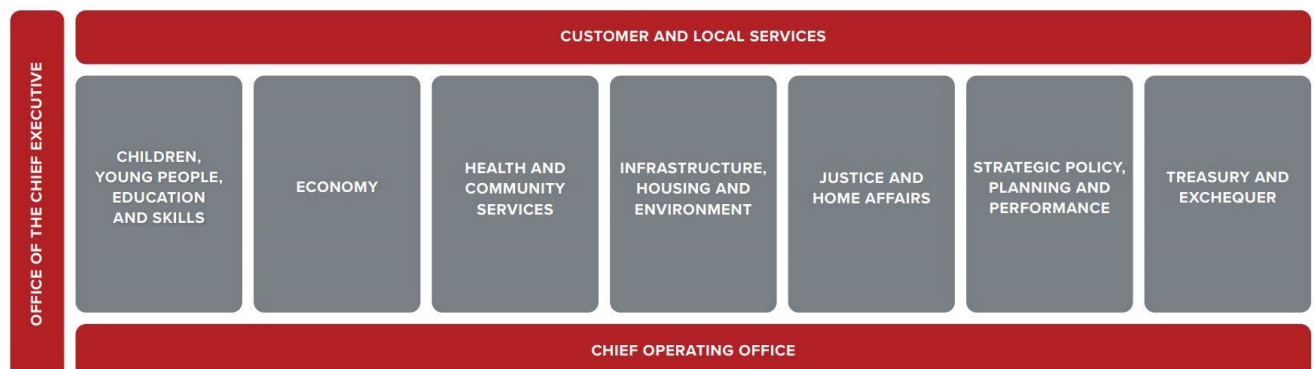 OFFICE OF THE CHIEF EXECUTIVE
CUSTOMER AND LOCAL SERVICES
CHILDREN,
YOUNG PEOPLE,
EDUCATION
AND SKILLS
ECONOMY
HEALTH AND
COMMUNITY
SERVICES
INFRASTRUCTURE,
HOUSING AND
ENVIRONMENT
JUSTICE AND
HOME AFFAIRS
STRATEGIC POLICY,
PLANNING AND
PERFORMANCE
TREASURY AND
EXCHEQUER
CHIEF OPERATING OFFICE